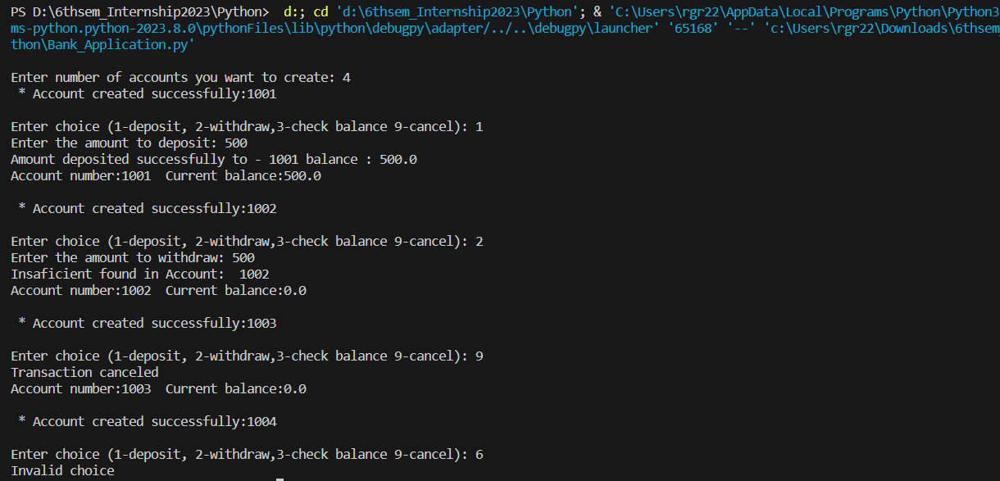 PS D:\6thsem_Internship2023\Python>  d:; cd 'd:\6thsem_Internship2023\Python'; & 'C:\Users\rgr22\AppData\Local\Programs\Python\Python3
ms-python.python-2023.8.0\pythonFiles\lib\python\debugpy\adapter/../..\debugpy\launcher' '65168' '--' 'c:\Users\rgr22\Downloads\6thsem
thon\Bank_Application.py'
Enter number of accounts you want to create: 4
 * Account created successfully:1001
Enter choice (1-deposit, 2-withdraw,3-check balance 9-cancel): 1
Enter the amount to deposit: 500
Amount deposited successfully to - 1001 balance : 500.0
Account number:1001  Current balance:500.0
 * Account created successfully:1002
Enter choice (1-deposit, 2-withdraw,3-check balance 9-cancel): 2
Enter the amount to withdraw: 500
Insaficient found in Account:  1002
Account number:1002  Current balance:0.0
 * Account created successfully:1003
Enter choice (1-deposit, 2-withdraw,3-check balance 9-cancel): 9
Transaction canceled
Account number:1003  Current balance:0.0
 * Account created successfully:1004
Enter choice (1-deposit, 2-withdraw,3-check balance 9-cancel): 6
Invalid choice